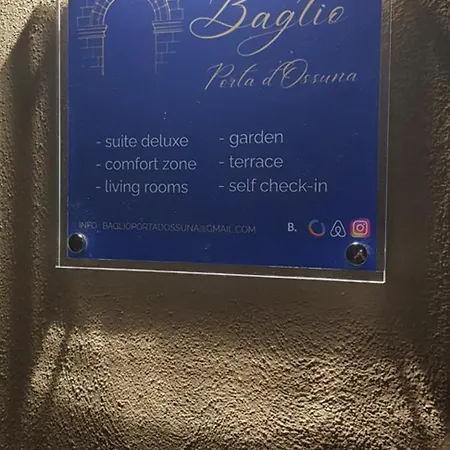 Baglio
Porta d'Ossuna
- suite deluxe
- comfort zone
- living rooms
- garden
- terrace
- self check-in
INFO: BAGLIOPORTADOSSUNA@GMAIL.COM
B.